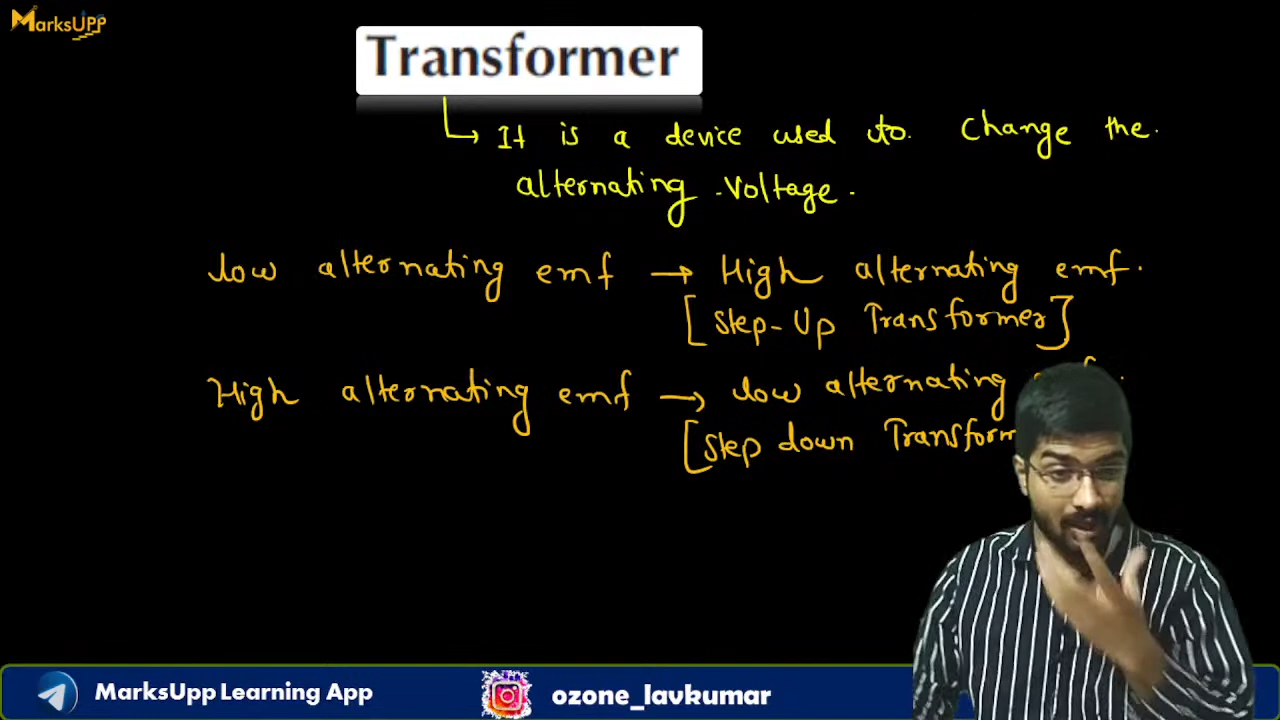 MarksUPP
Transformer
It is a device used to. Change the.
alternating voltage.
low alternating emf → High alternating emf.
[Step-Up Transformer]
High alternating emf → low alternating
[Step down Transform
MarksUpp Learning App
ozone_lavkumar